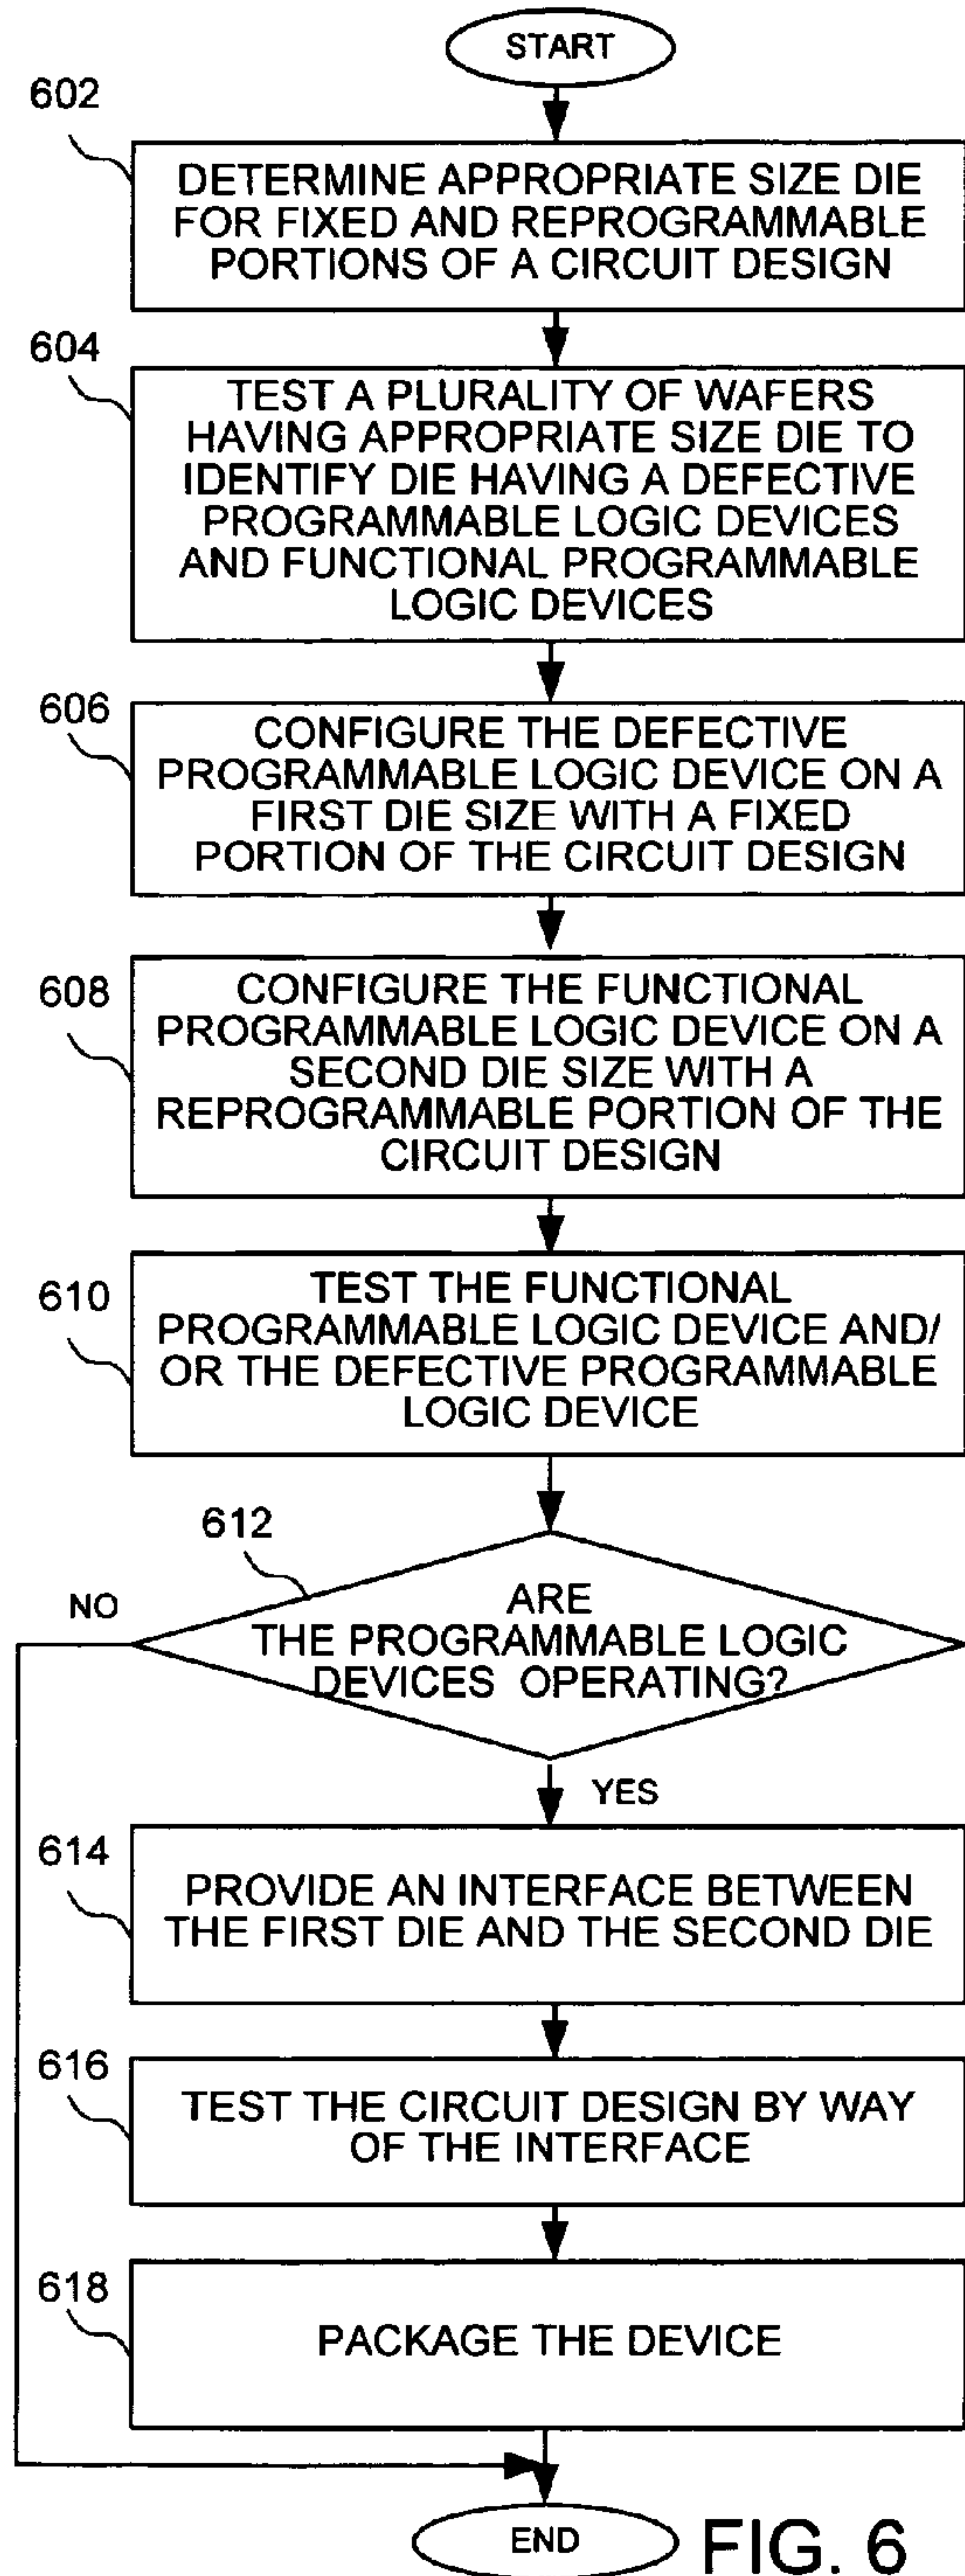 START
602
DETERMINE APPROPRIATE SIZE DIE
FOR FIXED AND REPROGRAMMABLE
PORTIONS OF A CIRCUIT DESIGN
604
TEST A PLURALITY OF WAFERS
HAVING APPROPRIATE SIZE DIE TO
IDENTIFY DIE HAVING A DEFECTIVE
PROGRAMMABLE LOGIC DEVICES
AND FUNCTIONAL PROGRAMMABLE
LOGIC DEVICES
606
CONFIGURE THE DEFECTIVE
PROGRAMMABLE LOGIC DEVICE ON A
FIRST DIE SIZE WITH A FIXED
PORTION OF THE CIRCUIT DESIGN
608
CONFIGURE THE FUNCTIONAL
PROGRAMMABLE LOGIC DEVICE ON A
SECOND DIE SIZE WITH A
REPROGRAMMABLE PORTION OF THE
CIRCUIT DESIGN
610
TEST THE FUNCTIONAL
PROGRAMMABLE LOGIC DEVICE AND/
OR THE DEFECTIVE PROGRAMMABLE
LOGIC DEVICE
612
NO
ARE
THE PROGRAMMABLE LOGIC
DEVICES OPERATING?
YES
614
PROVIDE AN INTERFACE BETWEEN
THE FIRST DIE AND THE SECOND DIE
616
TEST THE CIRCUIT DESIGN BY WAY
OF THE INTERFACE
618
PACKAGE THE DEVICE
END
FIG. 6